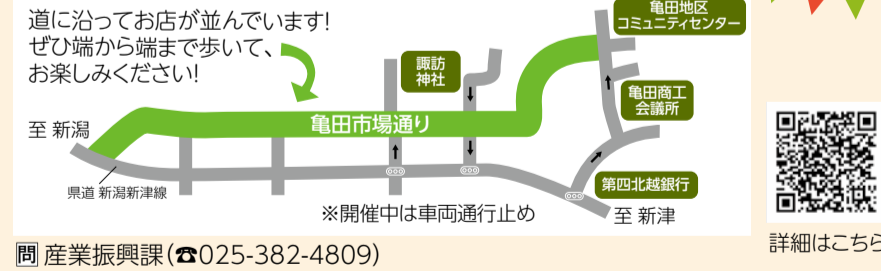 道に沿ってお店が並んでいます!
ぜひ端から端まで歩いて、
お楽しみください!
亀田地区
コミュニティセンター
諏訪
神社
亀田商工
会議所
至 新潟
亀田市場通り
県道 新潟新津線
第四北越銀行
※開催中は車両通行止め
至 新津
問 産業振興課(☎025-382-4809)
詳細はこちら